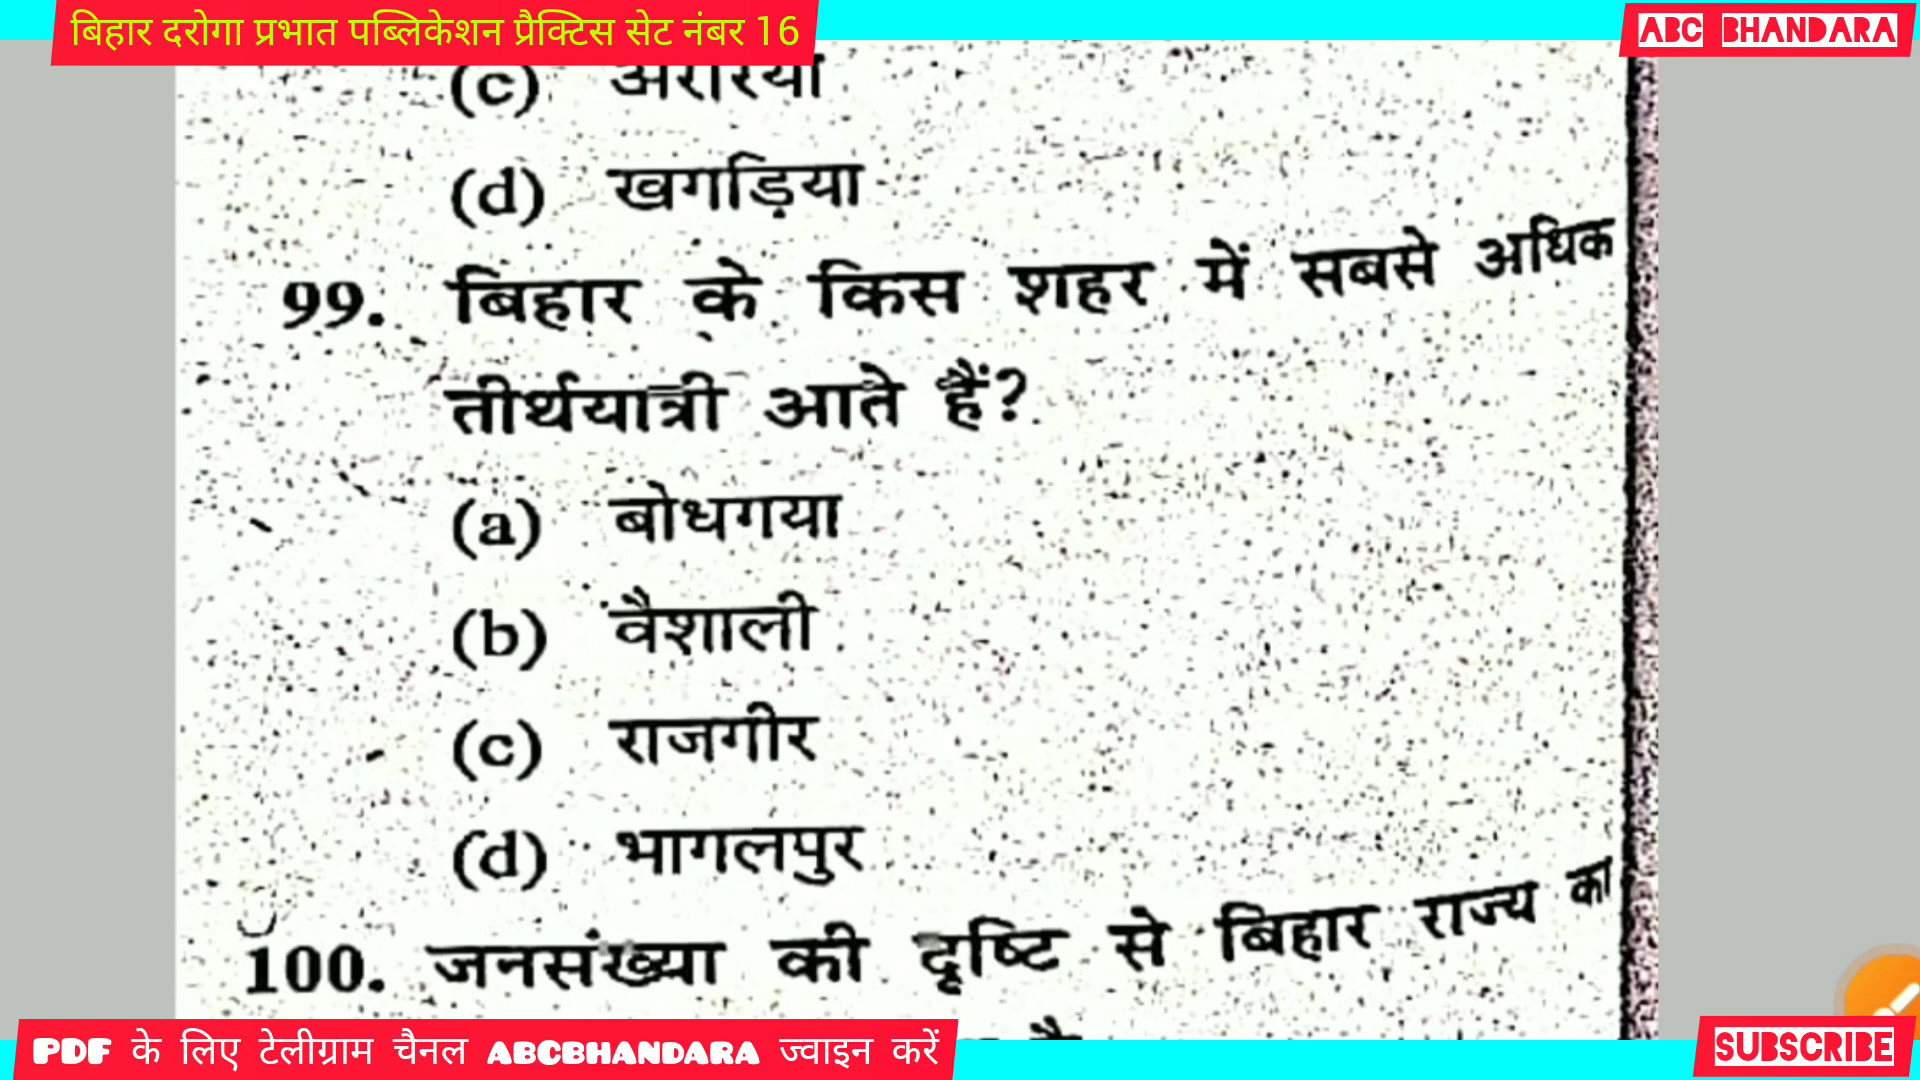 बिहार दरोगा प्रभात पब्लिकेशन प्रैक्टिस सेट नंबर 16
ABC BHANDARA
(c) अररिया
(d) खगड़िया
99. बिहार के किस शहर में सबसे अधिक
तीर्थयात्री आते हैं?
(a) बोधगया
(b) वैशाली
(c) राजगीर
(d) भागलपुर
100. जनसंख्या की दृष्टि से बिहार राज्य का
PDF के लिए टेलीग्राम चैनल ABCBHANDARA ज्वाइन करें
SUBSCRIBE